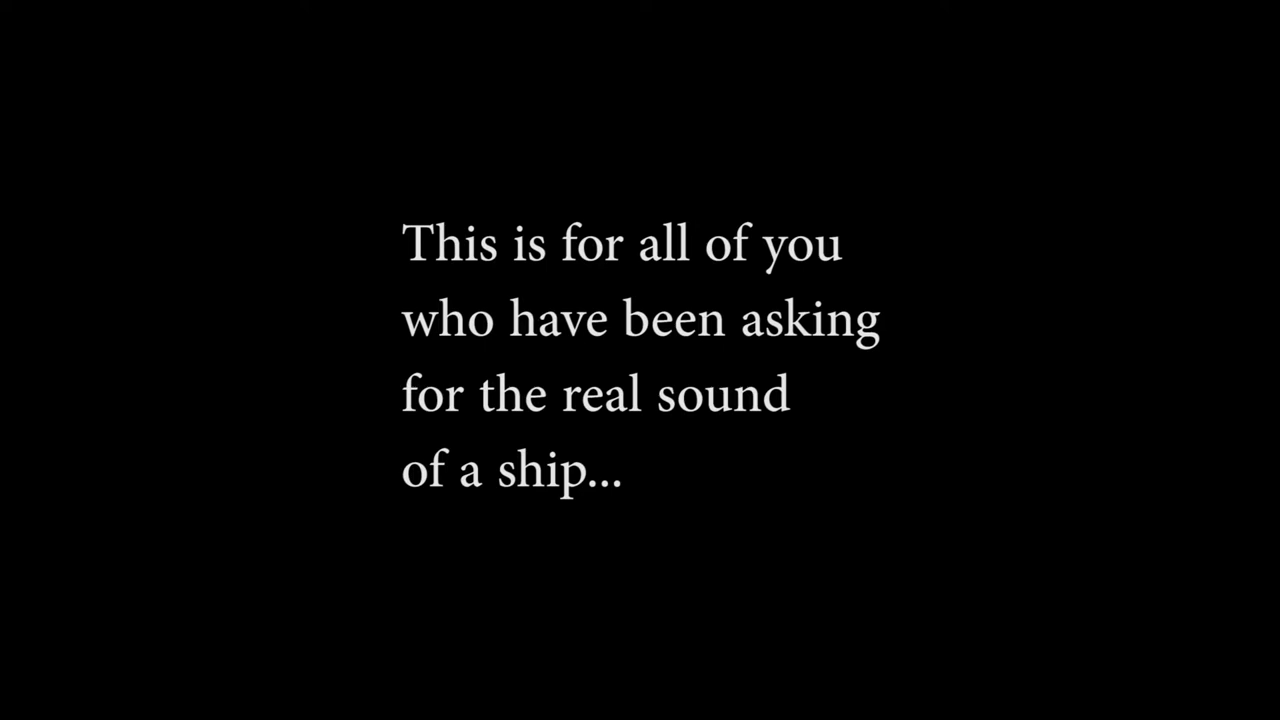 This is for all of you
who have been asking
for the real sound
of a ship...